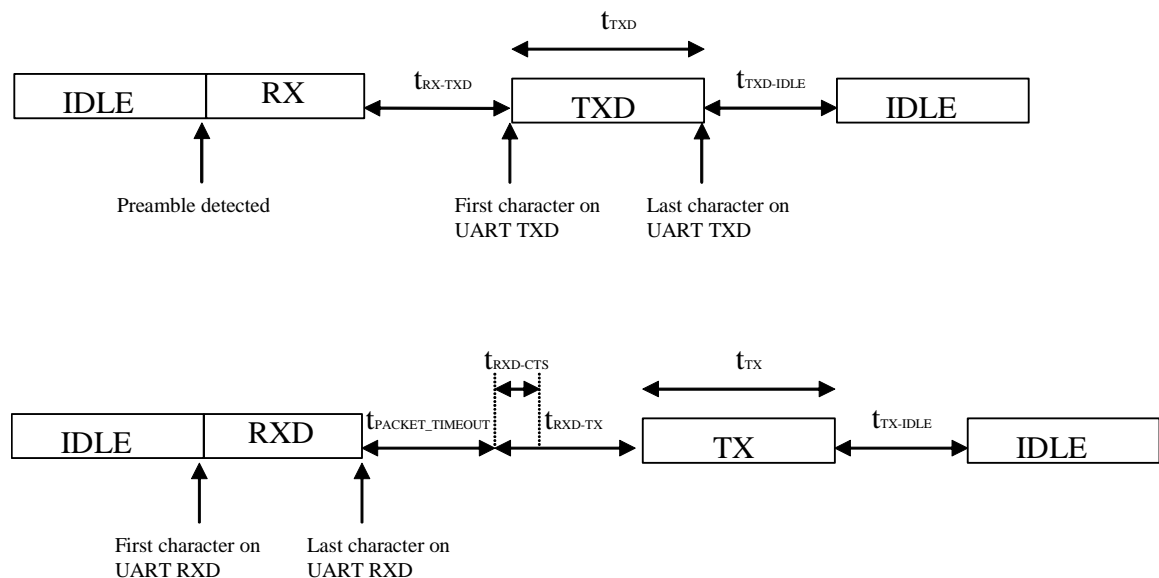 tTXD
IDLE
RX
tRX-TXD
TXD
tTXD-IDLE
IDLE
Preamble detected
First character on
UART TXD
Last character on
UART TXD
tRXD-CTS
tTX
IDLE
RXD
tPACKET_TIMEOUT
tRXD-TX
TX
tTX-IDLE
IDLE
First character on
UART RXD
Last character on
UART RXD